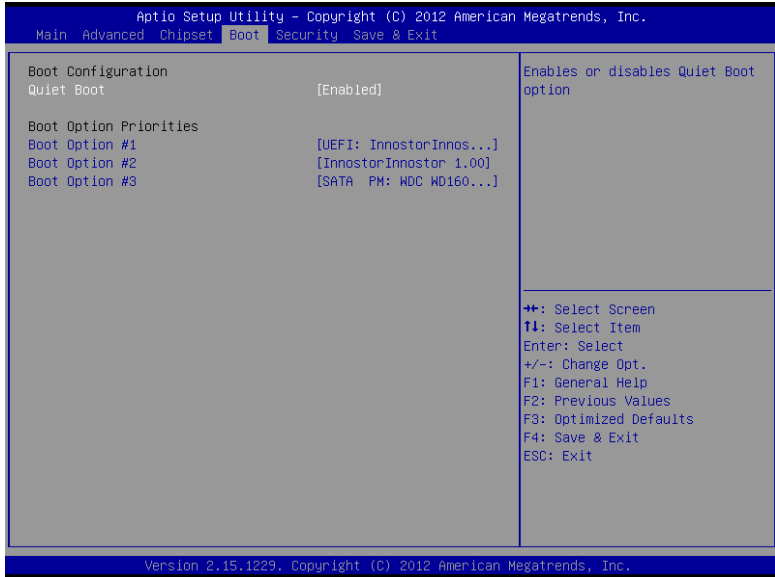 Aptio Setup Utility – Copyright (C) 2012 American Megatrends, Inc.
Main Advanced Chipset Boot Security Save & Exit
Boot Configuration
Quiet Boot [Enabled]
Boot Option Priorities
Boot Option #1 [UEFI: InnostorInnos...]
Boot Option #2 [InnostorInnostor 1.00]
Boot Option #3 [SATA PM: WDC WD160...]
Enables or disables Quiet Boot
option
→←: Select Screen
↑↓: Select Item
Enter: Select
+/–: Change Opt.
F1: General Help
F2: Previous Values
F3: Optimized Defaults
F4: Save & Exit
ESC: Exit
Version 2.15.1229. Copyright (C) 2012 American Megatrends, Inc.